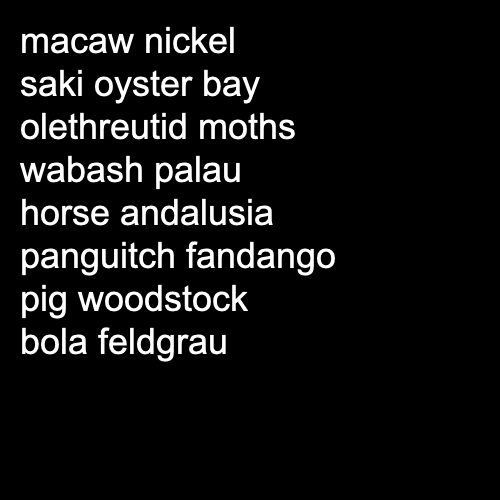 macaw nickel
saki oyster bay
olethreutid moths
wabash palau
horse andalusia
panguitch fandango
pig woodstock
bola feldgrau